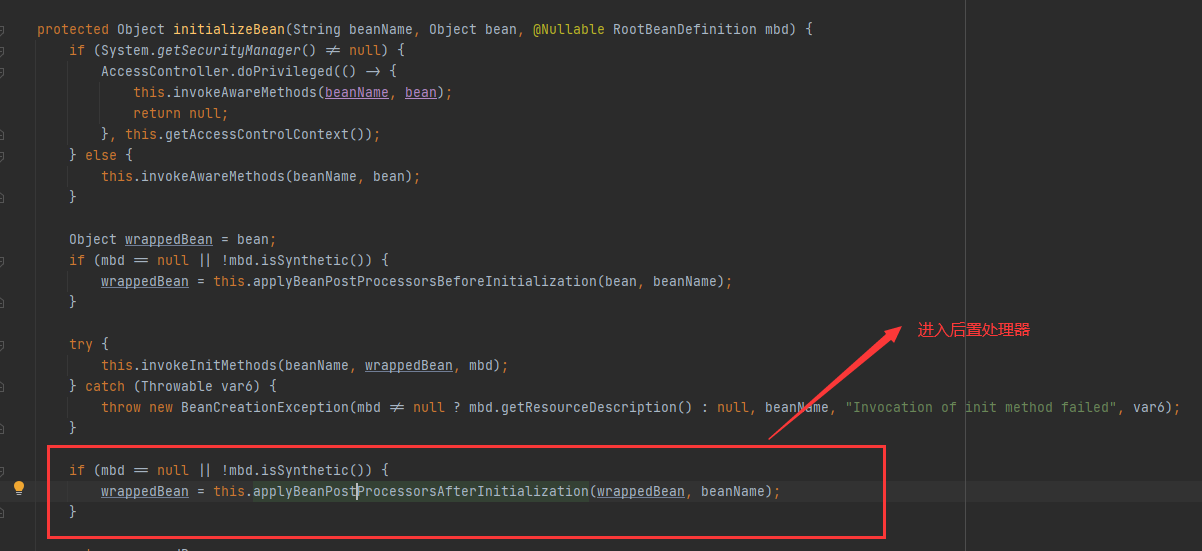 protected Object initializeBean(String beanName, Object bean, @Nullable RootBeanDefinition mbd) {
if (System.getSecurityManager() ≠ null) {
AccessController.doPrivileged(() → {
this.invokeAwareMethods(beanName, bean);
return null;
}, this.getAccessControlContext());
} else {
this.invokeAwareMethods(beanName, bean);
}
Object wrappedBean = bean;
if (mbd == null || !mbd.isSynthetic()) {
wrappedBean = this.applyBeanPostProcessorsBeforeInitialization(bean, beanName);
}
进入后置处理器
try {
this.invokeInitMethods(beanName, wrappedBean, mbd);
} catch (Throwable var6) {
throw new BeanCreationException(mbd ≠ null ? mbd.getResourceDescription() : null, beanName, "Invocation of init method failed", var6);
}
if (mbd == null || !mbd.isSynthetic()) {
wrappedBean = this.applyBeanPostProcessorsAfterInitialization(wrappedBean, beanName);
}